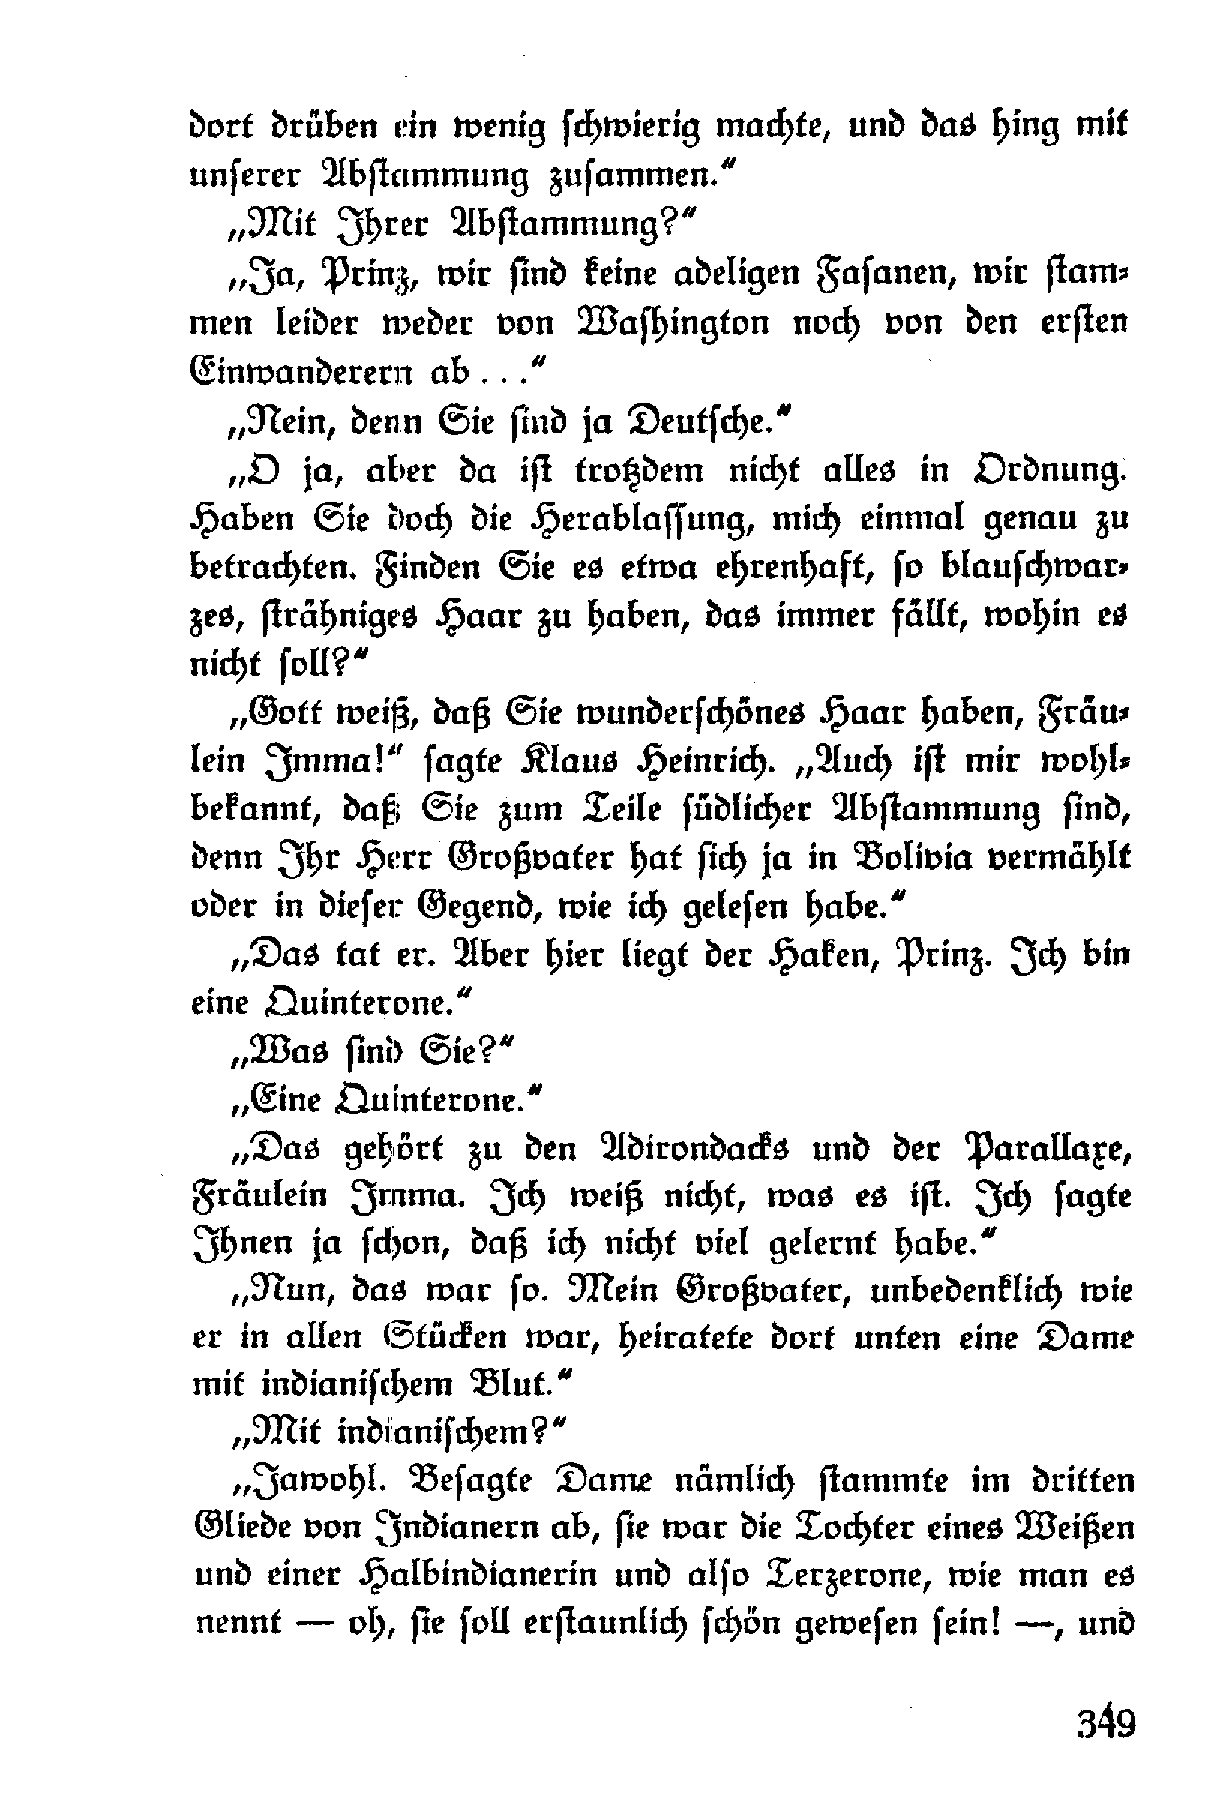 dort drüben ein wenig schwierig machte, und das hing mit
unserer Abstammung zusammen.“
„Mit Ihrer Abstammung?“
„Ja, Prinz, wir sind keine adeligen Fasanen, wir stam-
men leider weder von Washington noch von den ersten
Einwanderern ab . . .“
„Nein, denn Sie sind ja Deutsche.“
„O ja, aber da ist trotzdem nicht alles in Ordnung.
Haben Sie doch die Herablassung, mich einmal genau zu
betrachten. Finden Sie es etwa ehrenhaft, so blauschwar-
zes, strähniges Haar zu haben, das immer fällt, wohin es
nicht soll?“
„Gott weiß, daß Sie wunderschönes Haar haben, Fräu-
lein Imma!“ sagte Klaus Heinrich. „Auch ist mir wohl-
bekannt, daß Sie zum Teile südlicher Abstammung sind,
denn Ihr Herr Großvater hat sich ja in Bolivia vermählt
oder in dieser Gegend, wie ich gelesen habe.“
„Das tat er. Aber hier liegt der Haken, Prinz. Ich bin
eine Quinterone.“
„Was sind Sie?“
„Eine Quinterone.“
„Das gehört zu den Adirondacks und der Parallaxe,
Fräulein Imma. Ich weiß nicht, was es ist. Ich sagte
Ihnen ja schon, daß ich nicht viel gelernt habe.“
„Nun, das war so. Mein Großvater, unbedenklich wie
er in allen Stücken war, heiratete dort unten eine Dame
mit indianischem Blut.“
„Mit indianischem?“
„Jawohl. Besagte Dame nämlich stammte im dritten
Gliede von Indianern ab, sie war die Tochter eines Weißen
und einer Halbindianerin und also Terzerone, wie man es
nennt — oh, sie soll erstaunlich schön gewesen sein! —, und
349